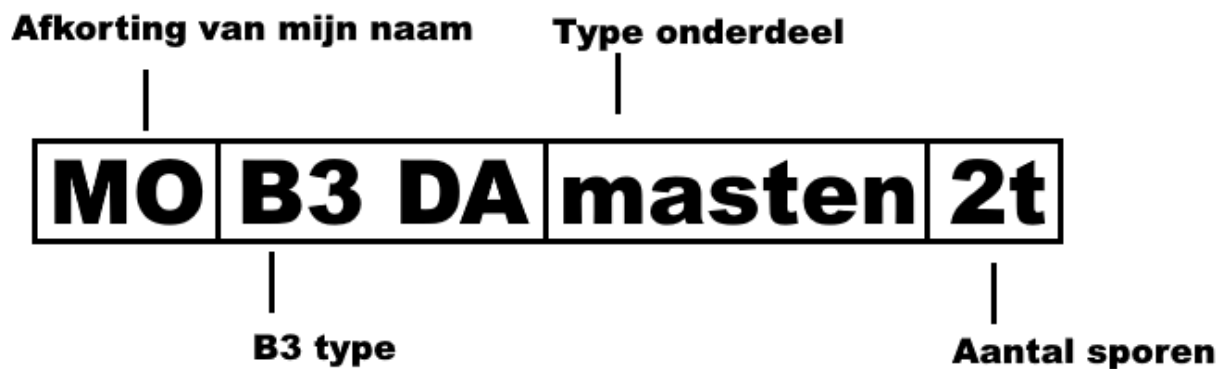 Afkorting van mijn naam
Type onderdeel
MO B3 DA masten 2t
B3 type
Aantal sporen